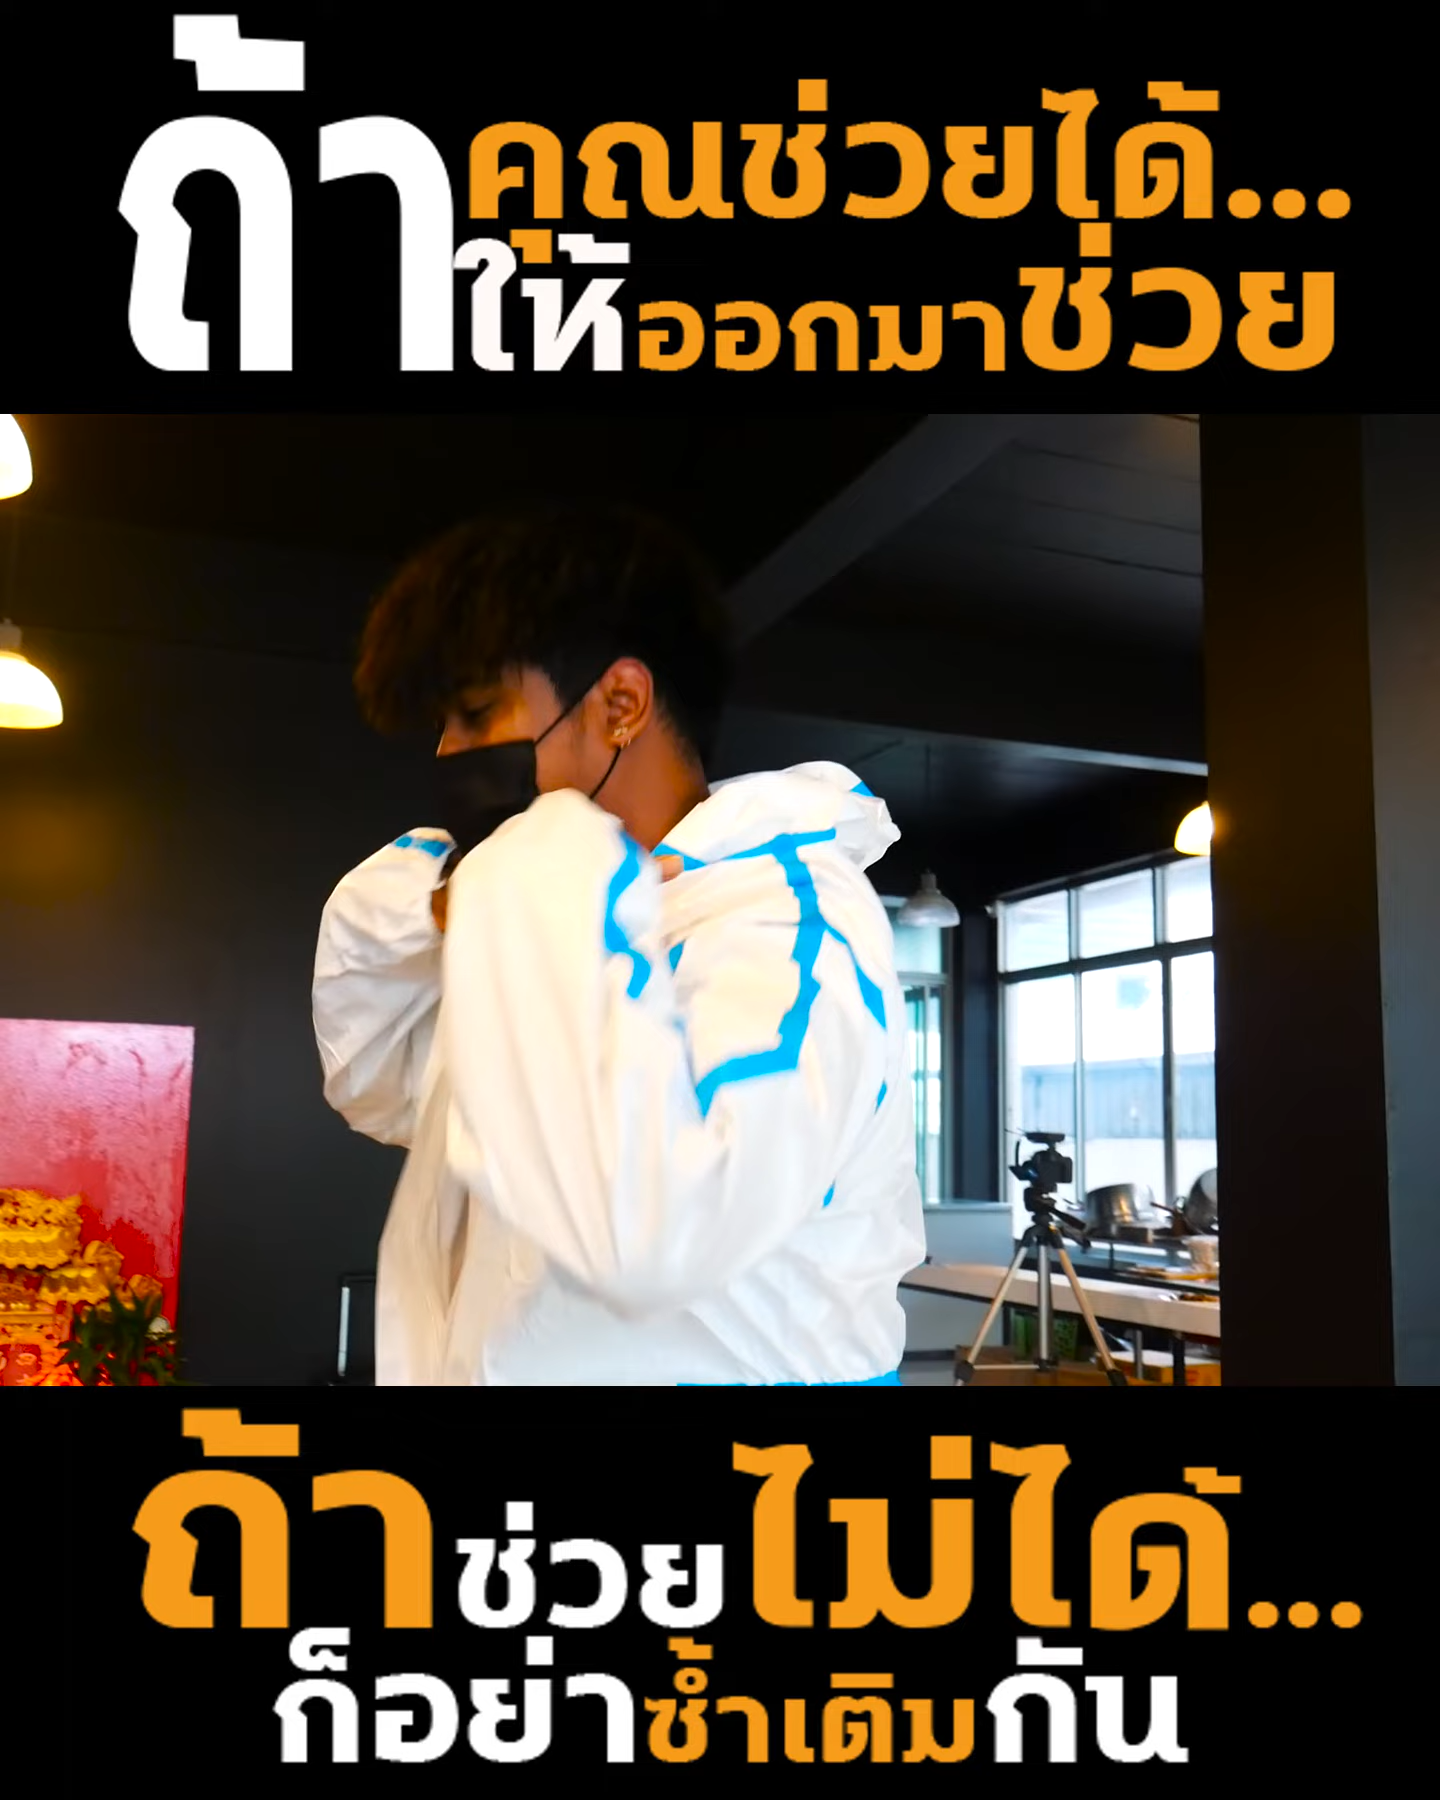 ถ้าคุณช่วยได้...
ให้ออกมาช่วย
ถ้าช่วยไม่ได้...
ก็อย่าซ้ำเติมกัน